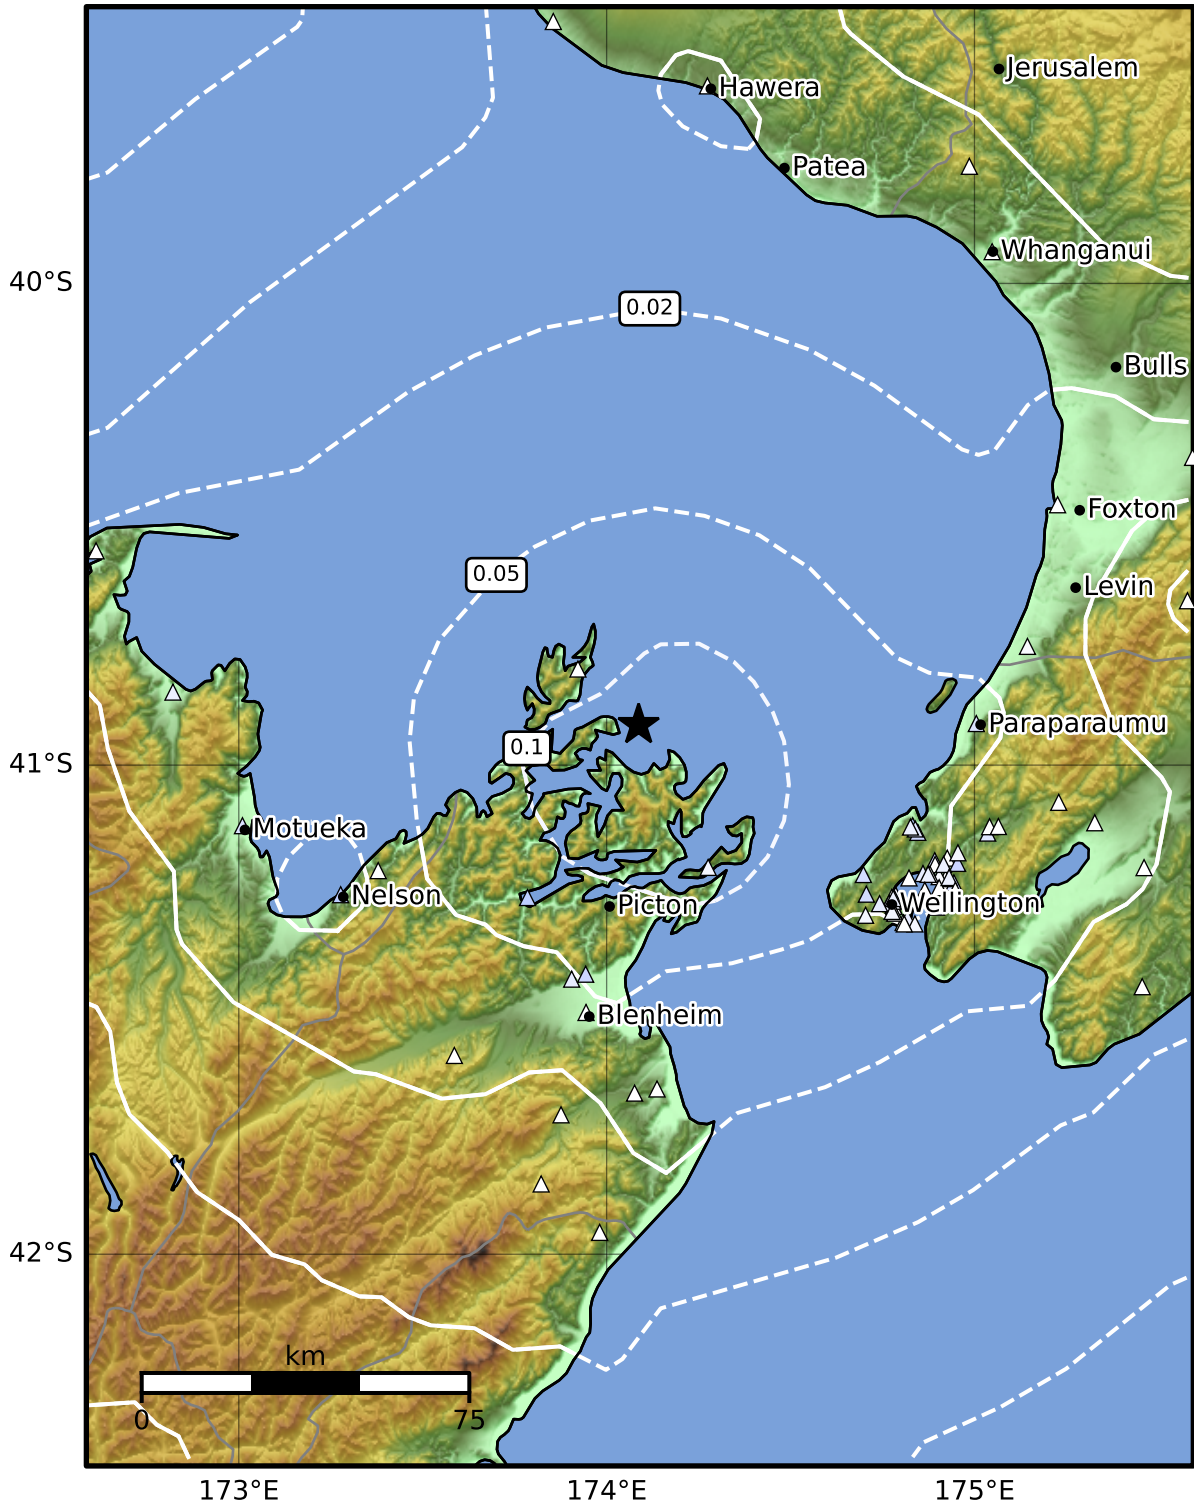 Jerusalem
Hawera
Patea
Whanganui
40°S
0.02
Bulls
Foxton
0.05
Levin
Paraparaumu
0.1
41°S
Motueka
Nelson
Picton
Wellington
Blenheim
42°S
km
0 75
173°E 174°E 175°E